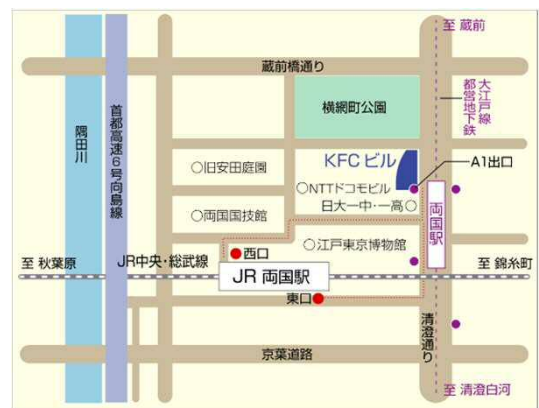 至 蔵前
蔵前橋通り
大江戸線
都営地下鉄
横網町公園
首都高速6号向島線
隅田川
KFC ビル
A1出口
○旧安田庭園
○NTTドコモビル
日大一中・一高○
○両国国技館
両国駅
○江戸東京博物館
西口
至 秋葉原
JR中央・総武線
JR 両国駅
至 錦糸町
東口
清澄通り
京葉道路
至 清澄白河